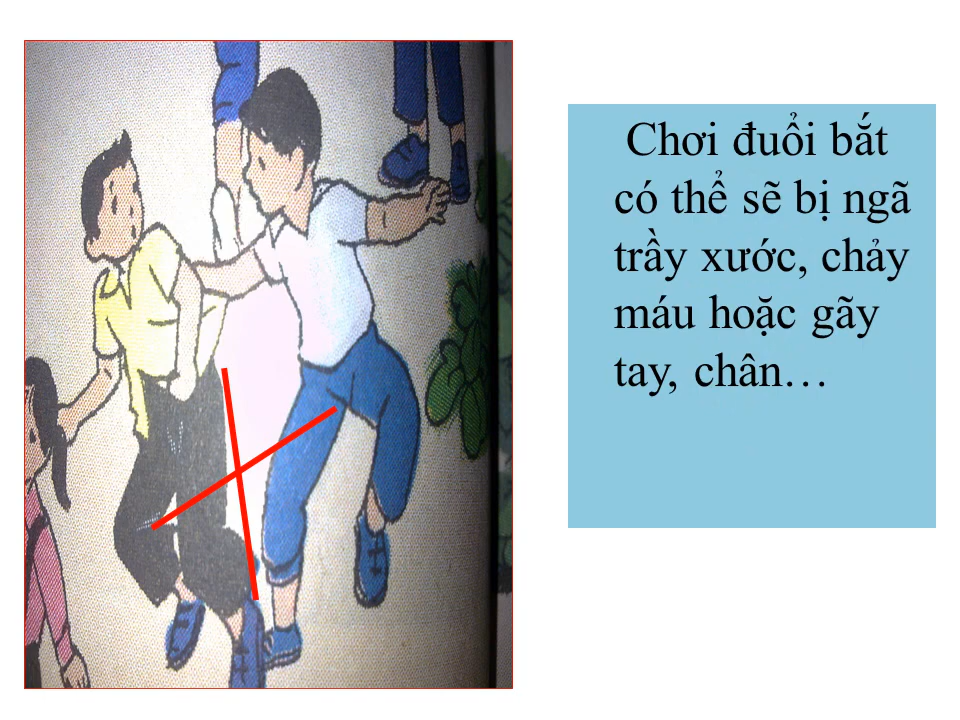 Chơi đuổi bắt
có thể sẽ bị ngã
trầy xước, chảy
máu hoặc gãy
tay, chân…